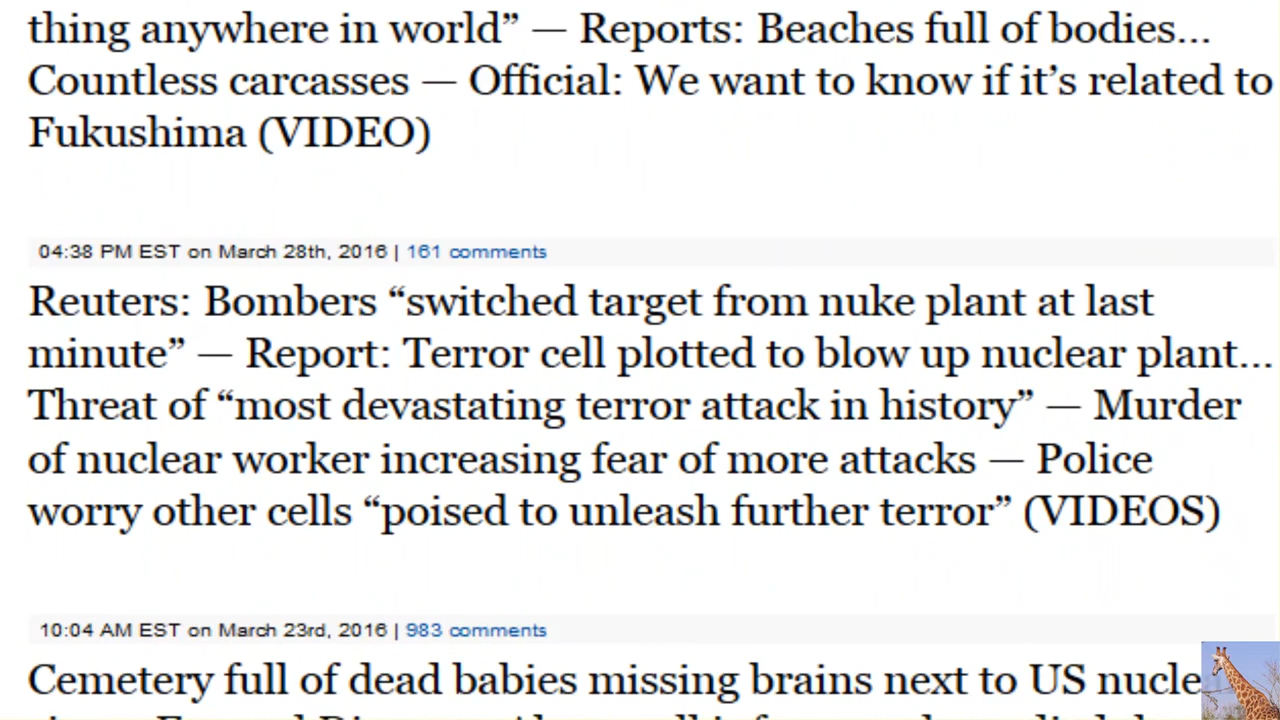 thing anywhere in world” — Reports: Beaches full of bodies...
Countless carcasses — Official: We want to know if it’s related to
Fukushima (VIDEO)
04:38 PM EST on March 28th, 2016 | 161 comments
Reuters: Bombers “switched target from nuke plant at last
minute” — Report: Terror cell plotted to blow up nuclear plant...
Threat of “most devastating terror attack in history” — Murder
of nuclear worker increasing fear of more attacks — Police
worry other cells “poised to unleash further terror” (VIDEOS)
10:04 AM EST on March 23rd, 2016 | 983 comments
Cemetery full of dead babies missing brains next to US nucle